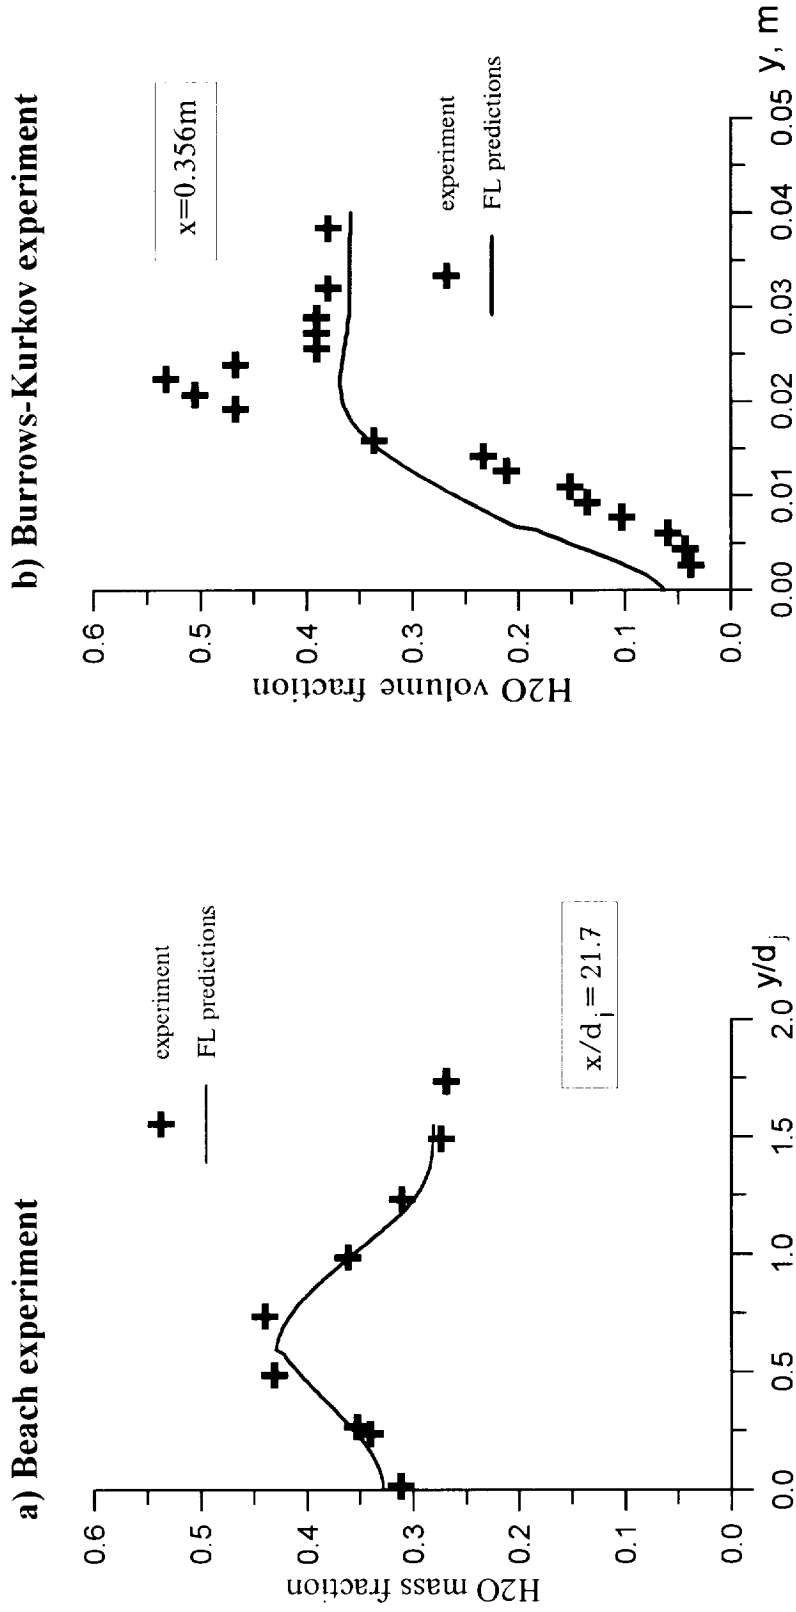 a) Beach experiment
experiment
FL predictions
x/d j = 21.7
H2O mass fraction
0.6
0.5
0.4
0.3
0.2
0.1
0.0
0.0 0.5 1.0 1.5 2.0
y/d j
b) Burrows-Kurkov experiment
x=0.356m
experiment
FL predictions
H2O volume fraction
0.6
0.5
0.4
0.3
0.2
0.1
0.0
0.00 0.01 0.02 0.03 0.04 0.05
y, m